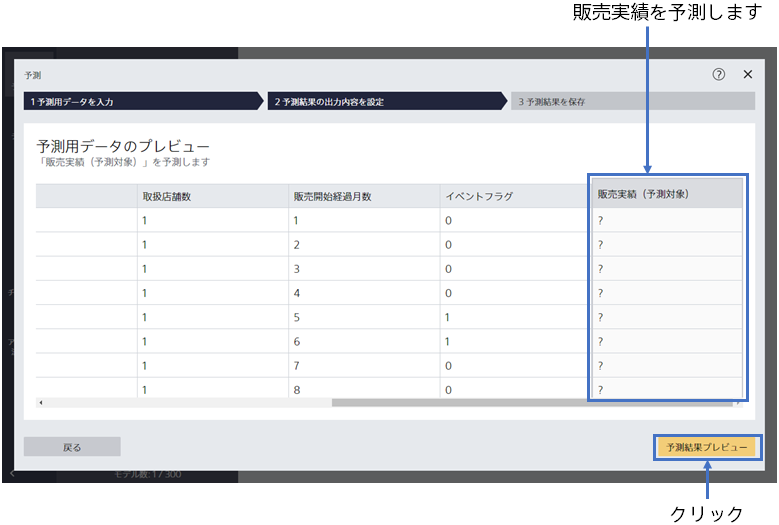 販売実績を予測します
予測
?
×
1 予測用データを入力
2 予測結果の出力内容を設定
3 予測結果を保存
予測用データのプレビュー
「販売実績（予測対象）」を予測します
取扱店舗数 販売開始経過月数 イベントフラグ 販売実績（予測対象）
1 1 0 ?
1 2 0 ?
1 3 0 ?
1 4 0 ?
1 5 1 ?
1 6 1 ?
1 7 0 ?
1 8 0 ?
戻る
予測結果プレビュー
モデル数: 17300
クリック